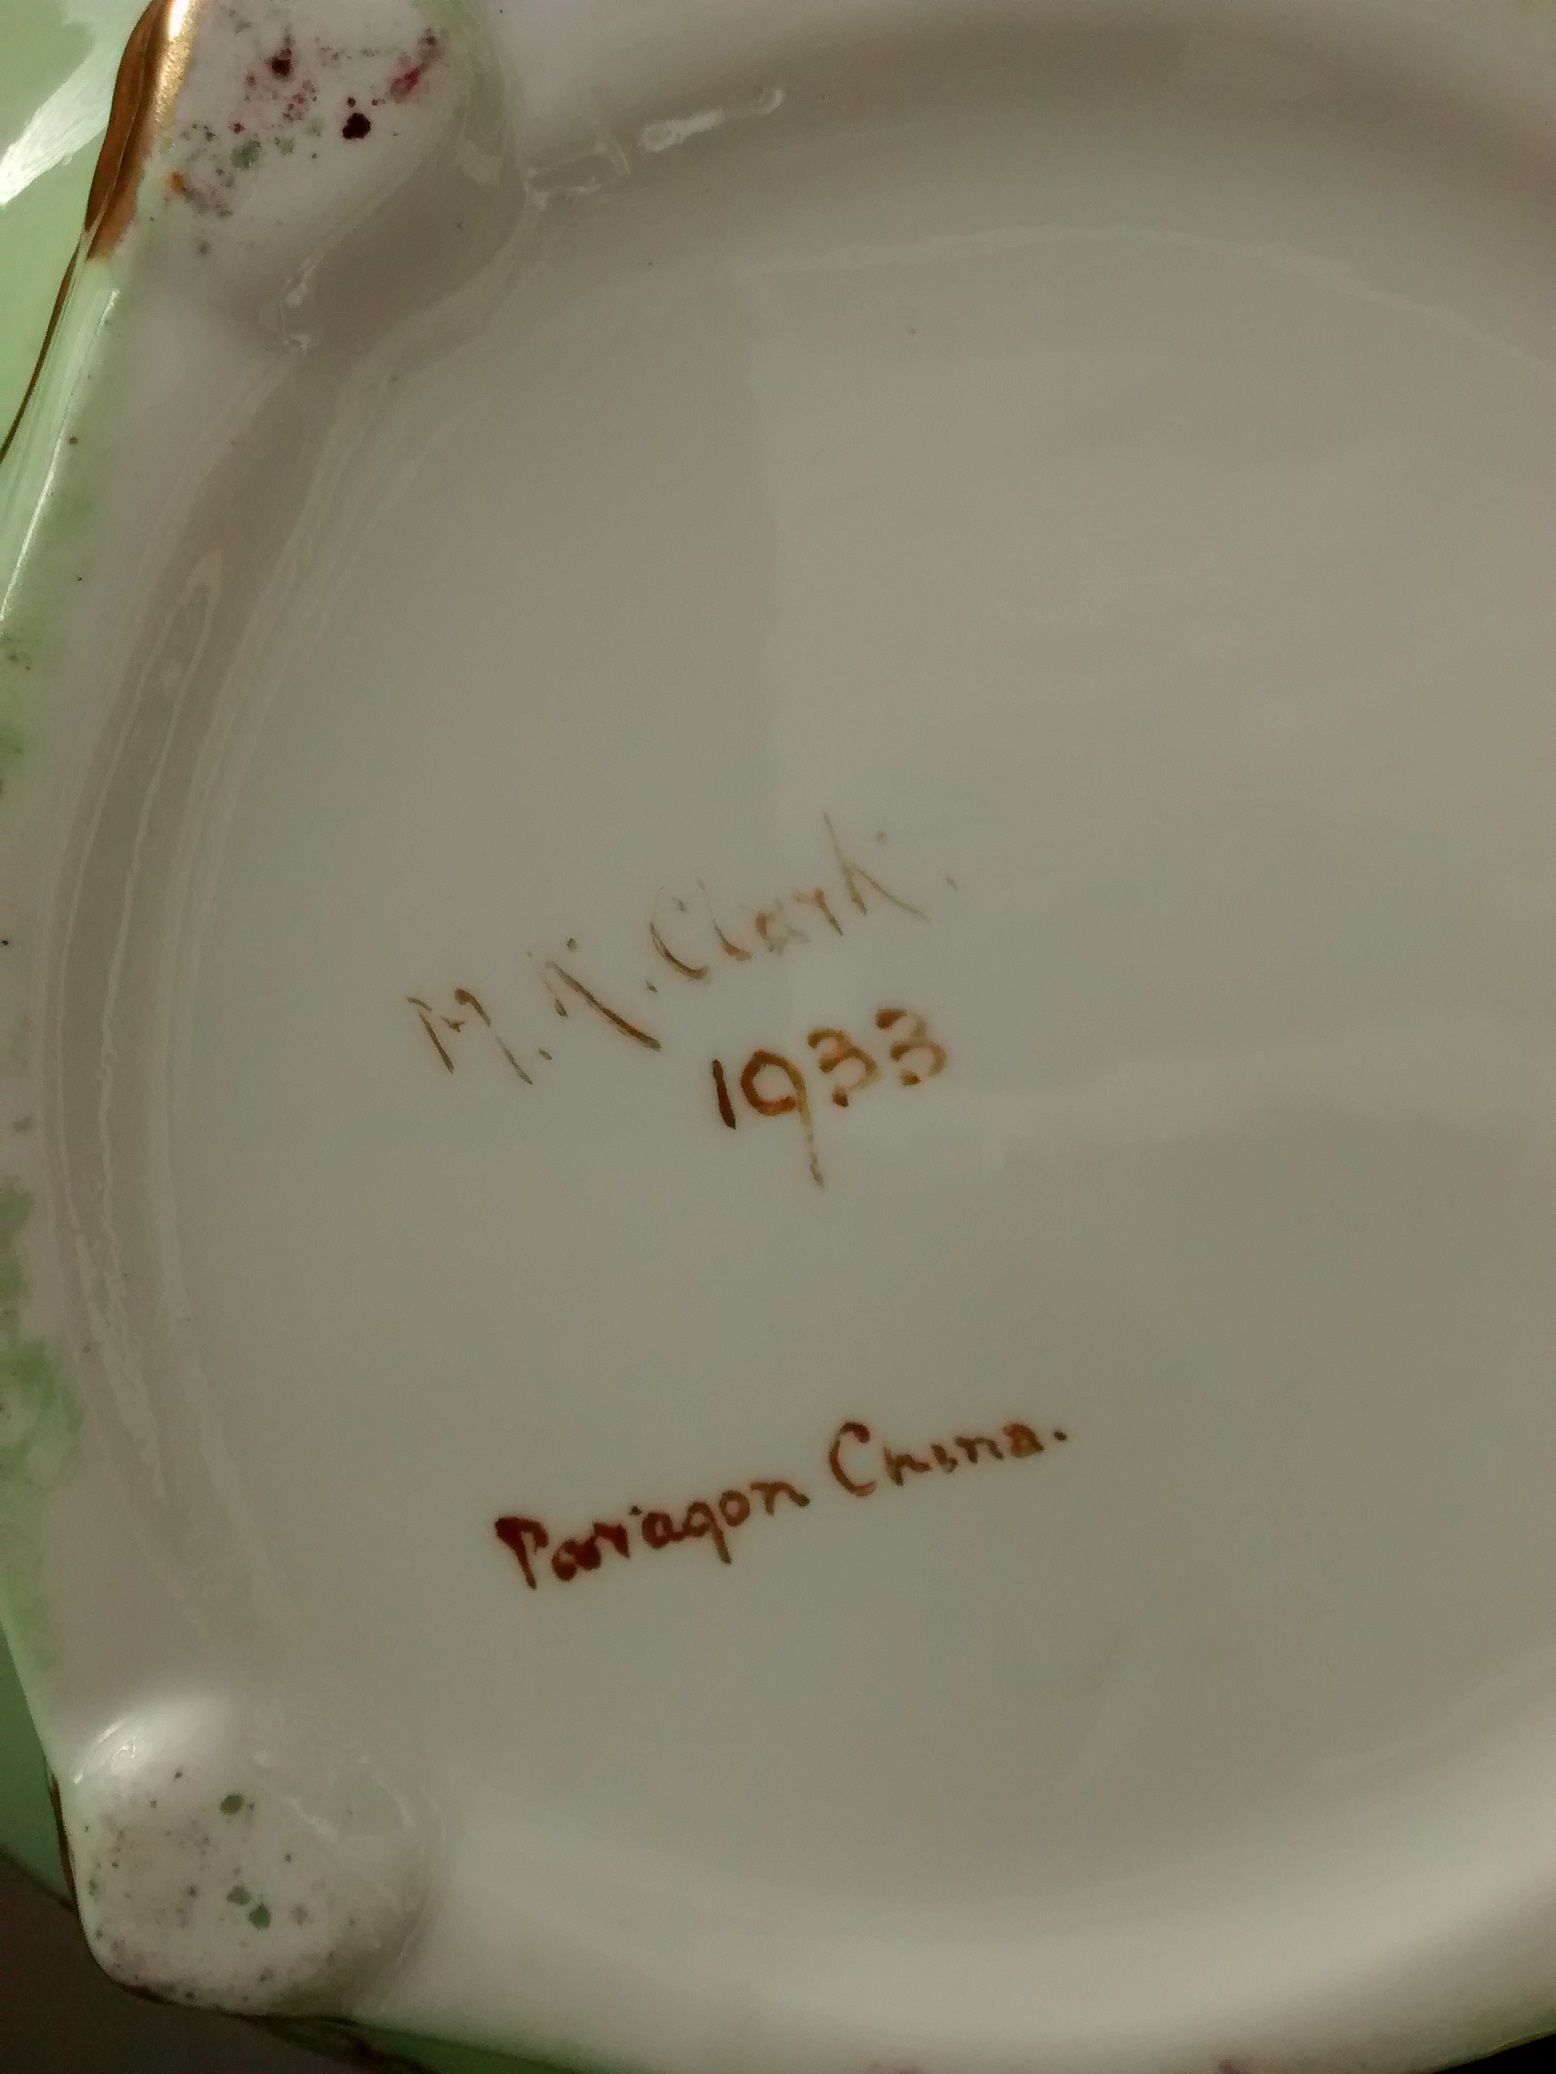 M. K. Clark.
1933
Paragon China.